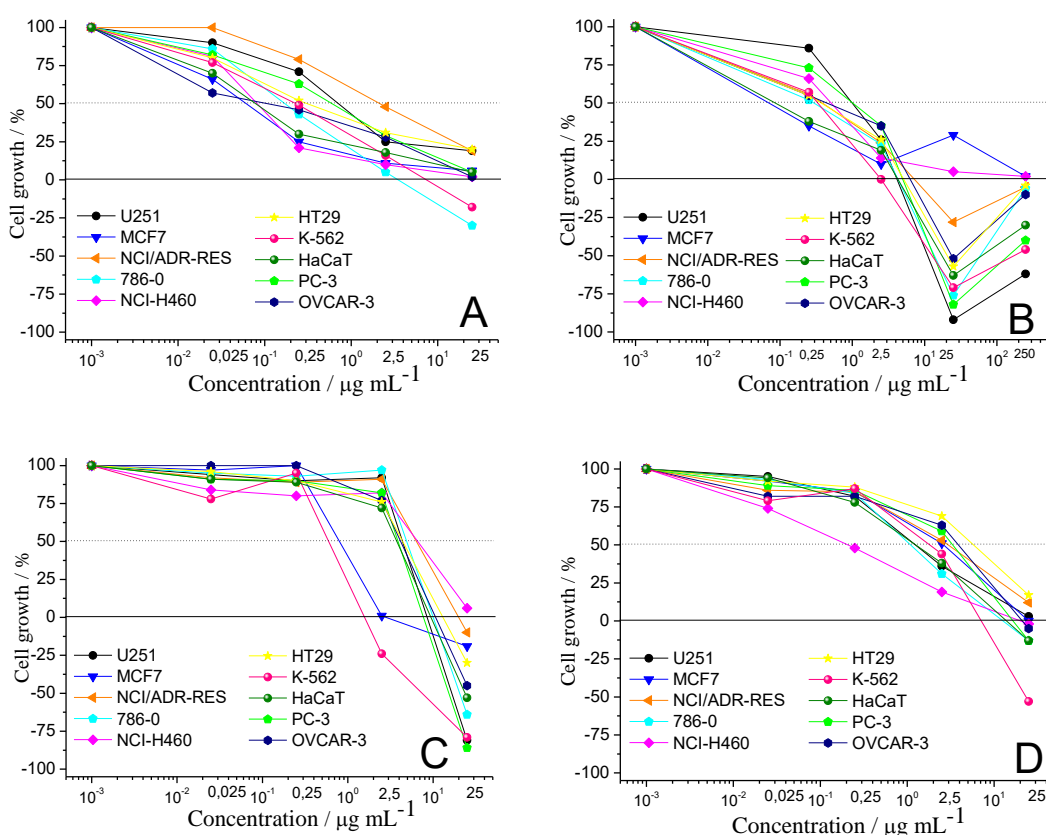 Cell growth / %
100
75
50
25
0
-25
-50
-75
-100
U251
MCF7
NCI/ADR-RES
786-0
NCI-H460
HT29
K-562
HaCaT
PC-3
OVCAR-3
A
10⁻³ 10⁻² 0,025 10⁻¹ 0,25 10⁰ 2,5 10¹ 25
Concentration / µg mL⁻¹
Cell growth / %
100
75
50
25
0
-25
-50
-75
-100
U251
MCF7
NCI/ADR-RES
786-0
NCI-H460
HT29
K-562
HaCaT
PC-3
OVCAR-3
B
10⁻³ 10⁻² 10⁻¹ 0,25 10⁰ 2,5 10¹ 25 10² 250
Concentration / µg mL⁻¹
Cell growth / %
100
75
50
25
0
-25
-50
-75
-100
U251
MCF7
NCI/ADR-RES
786-0
NCI-H460
HT29
K-562
HaCaT
PC-3
OVCAR-3
C
10⁻³ 10⁻² 0,025 10⁻¹ 0,25 10⁰ 2,5 10¹ 25
Concentration / µg mL⁻¹
Cell growth / %
100
75
50
25
0
-25
-50
-75
-100
U251
MCF7
NCI/ADR-RES
786-0
NCI-H460
HT29
K-562
HaCaT
PC-3
OVCAR-3
D
10⁻³ 10⁻² 0,025 10⁻¹ 0,25 10⁰ 2,5 10¹ 25
Concentration / µg mL⁻¹